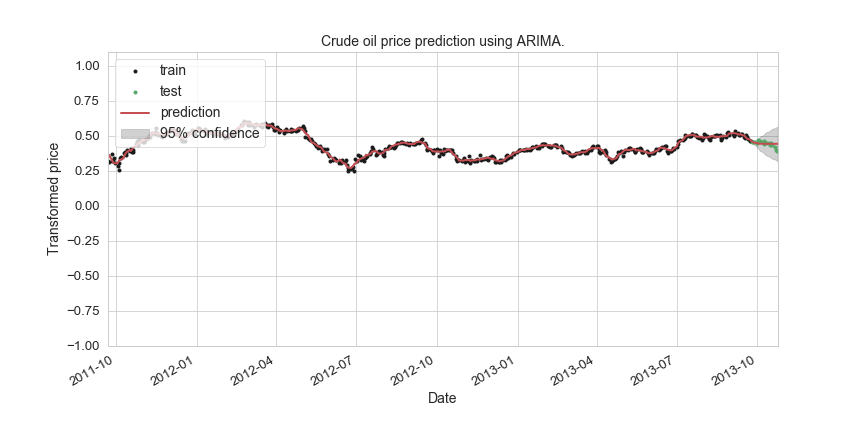 Crude oil price prediction using ARIMA.
1.00
0.75
0.50
0.25
0.00
−0.25
−0.50
−0.75
−1.00
Transformed price
train
test
prediction
95% confidence
2011-10
2012-01
2012-04
2012-07
2012-10
2013-01
2013-04
2013-07
2013-10
Date